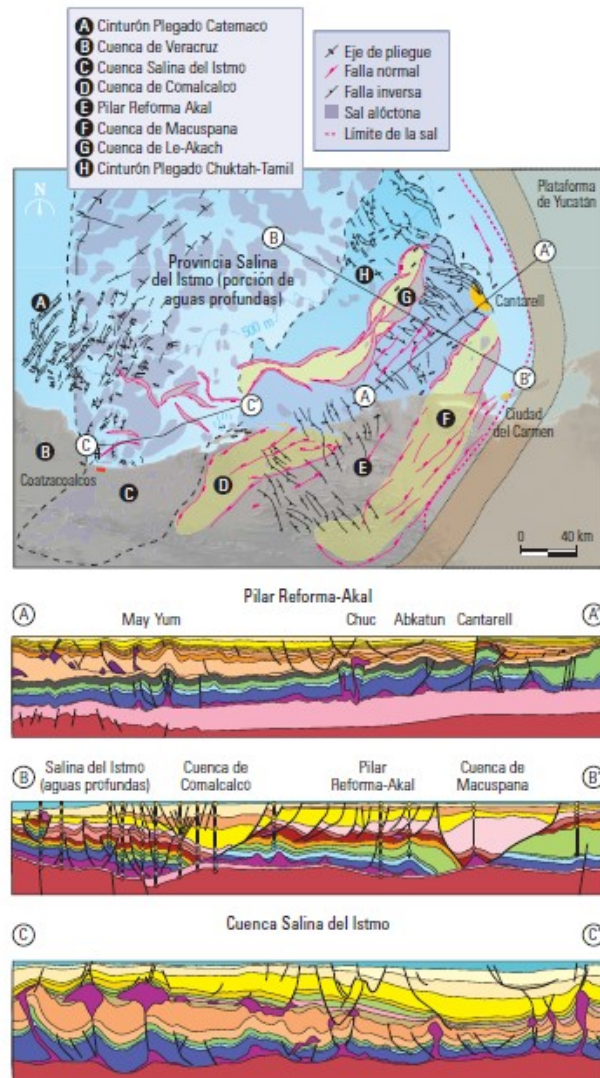 A Cinturón Plegado Catemaco
B Cuenca de Veracruz
C Cuenca Salina del Istmo
D Cuenca de Comalcalco
E Pilar Reforma Akal
F Cuenca de Macuspana
G Cuenca de Le-Akach
H Cinturón Plegado Chuktah-Tamil
Eje de pliegue
Falla normal
Falla inversa
Sal alóctona
Límite de la sal
N
Plataforma
de Yucatán
B
A'
Provincia Salina
del Istmo (porción de
aguas profundas)
H
G
A
Cantarell
500 m
C
A
B'
Ciudad
del Carmen
F
B
C
Coatzacoalcos
C
D
E
0 40 km
Pilar Reforma-Akal
A
May Yum
Chuc
Abkatun
Cantarell
A'
B
Salina del Istmo
(aguas profundas)
Cuenca de
Comalcalco
Pilar
Reforma-Akal
Cuenca de
Macuspana
B'
Cuenca Salina del Istmo
C
C'